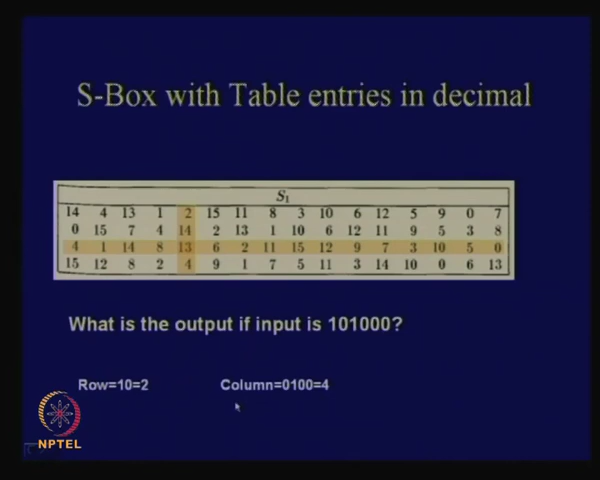 S-Box with Table entries in decimal
S1
14 4 13 1 2 15 11 8 3 10 6 12 5 9 0 7
0 15 7 4 14 2 13 1 10 6 12 11 9 5 3 8
4 1 14 8 13 6 2 11 15 12 9 7 3 10 5 0
15 12 8 2 4 9 1 7 5 11 3 14 10 0 6 13
What is the output if input is 101000?
Row=10=2 Column=0100=4
NPTEL